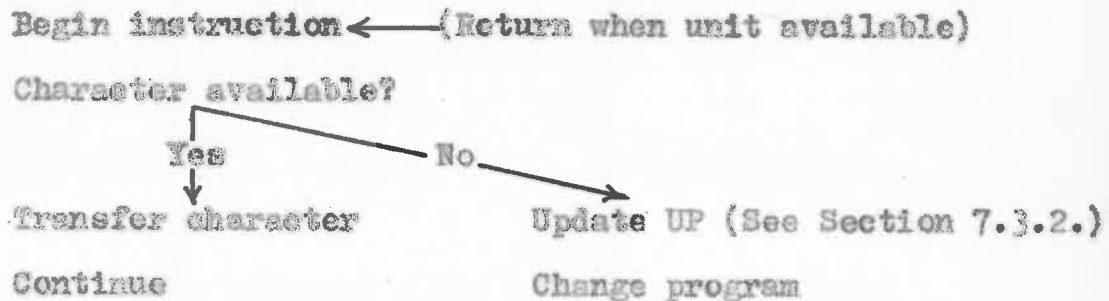 Begin instruction (Return when unit available)
Character available?
Yes No
Transfer character Update UP (See Section 7.3.2.)
Continue Change program